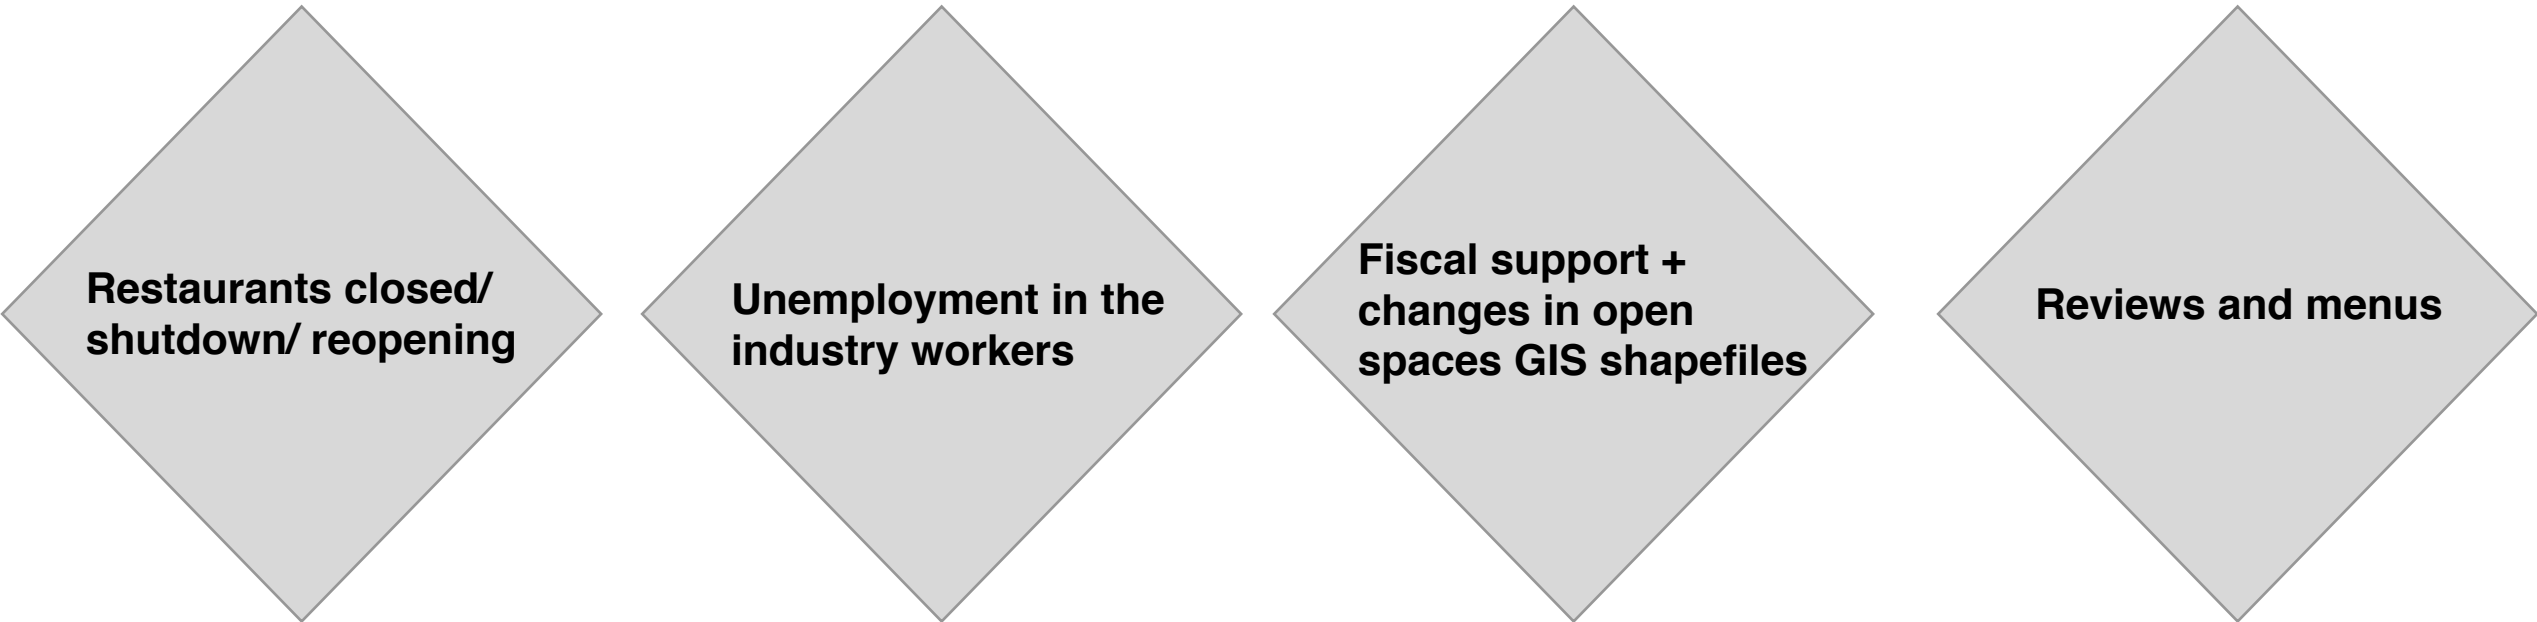 Restaurants closed/
shutdown/ reopening
Unemployment in the
industry workers
Fiscal support +
changes in open
spaces GIS shapefiles
Reviews and menus